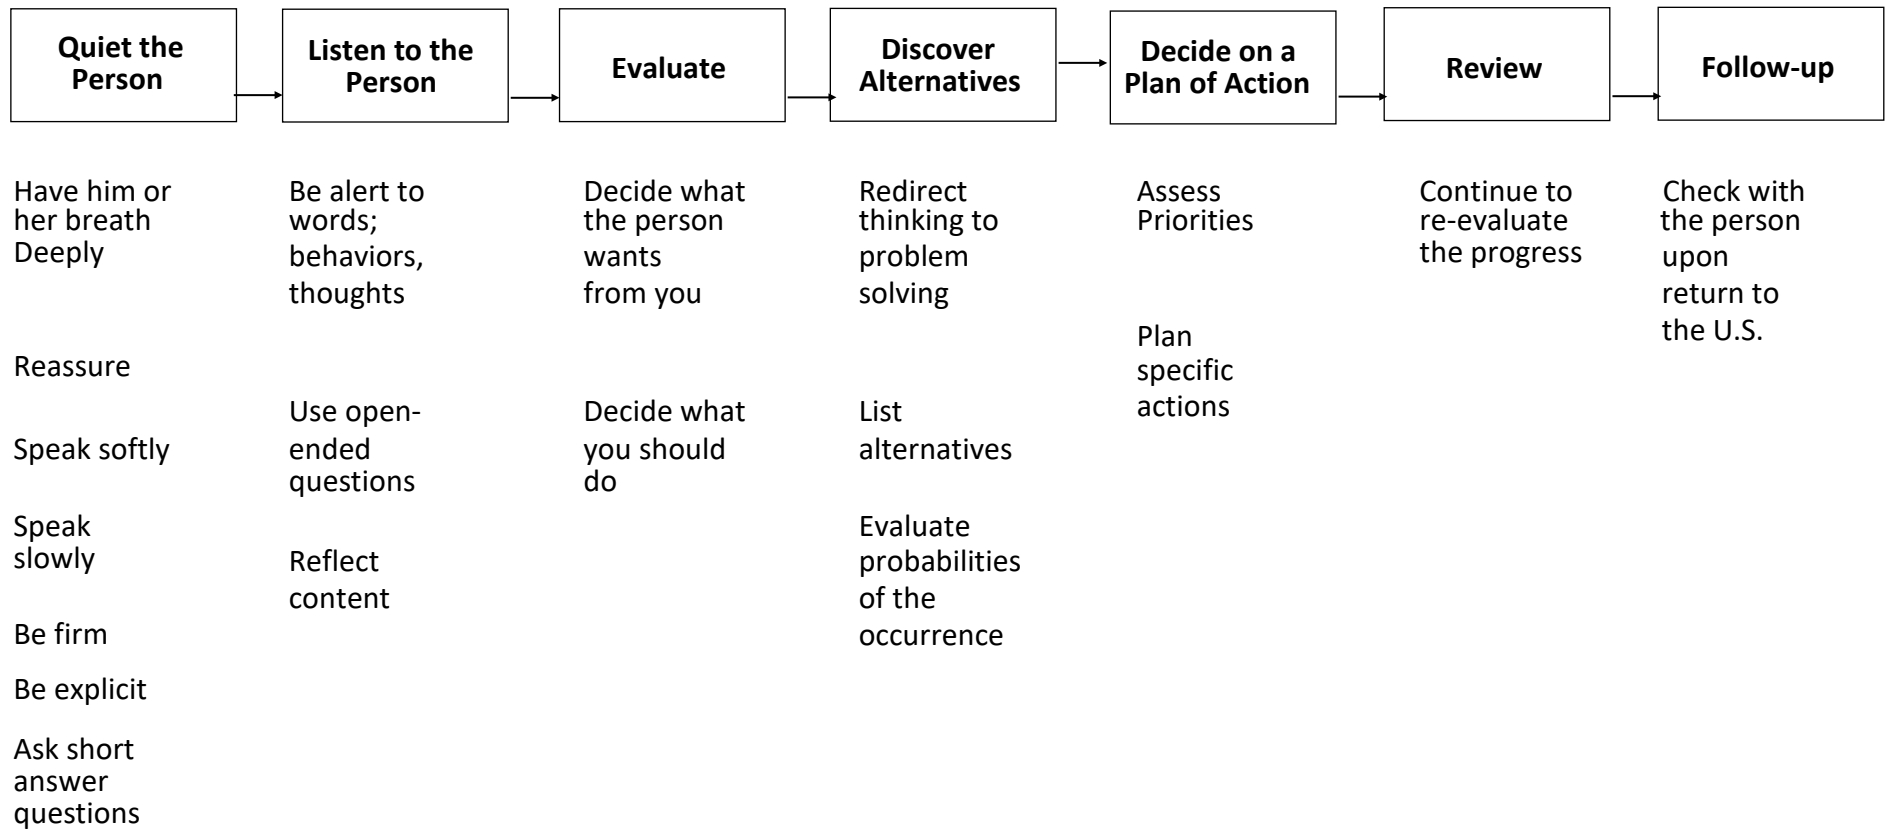 Quiet the
Person
Listen to the
Person
Evaluate
Discover
Alternatives
Decide on a
Plan of Action
Review
Follow-up
Have him or
her breath
Deeply
Reassure
Speak softly
Speak
slowly
Be firm
Be explicit
Ask short
answer
questions
Be alert to
words;
behaviors,
thoughts
Use open-
ended
questions
Reflect
content
Decide what
the person
wants
from you
Decide what
you should
do
Redirect
thinking to
problem
solving
List
alternatives
Evaluate
probabilities
of the
occurrence
Assess
Priorities
Plan
specific
actions
Continue to
re-evaluate
the progress
Check with
the person
upon
return to
the U.S.